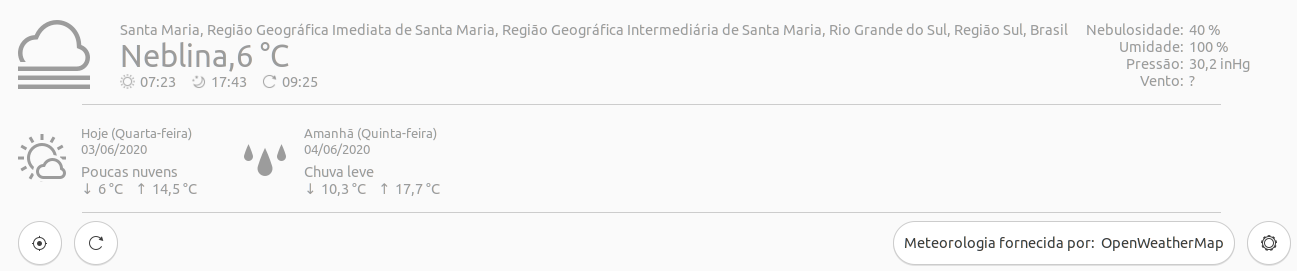 Santa Maria, Região Geográfica Imediata de Santa Maria, Região Geográfica Intermediária de Santa Maria, Rio Grande do Sul, Região Sul, Brasil
Neblina,6 °C
07:23 17:43 09:25
Nebulosidade: 40 %
Umidade: 100 %
Pressão: 30,2 inHg
Vento: ?
Hoje (Quarta-feira)
03/06/2020
Poucas nuvens
↓ 6 °C ↑ 14,5 °C
Amanhã (Quinta-feira)
04/06/2020
Chuva leve
↓ 10,3 °C ↑ 17,7 °C
Meteorologia fornecida por: OpenWeatherMap